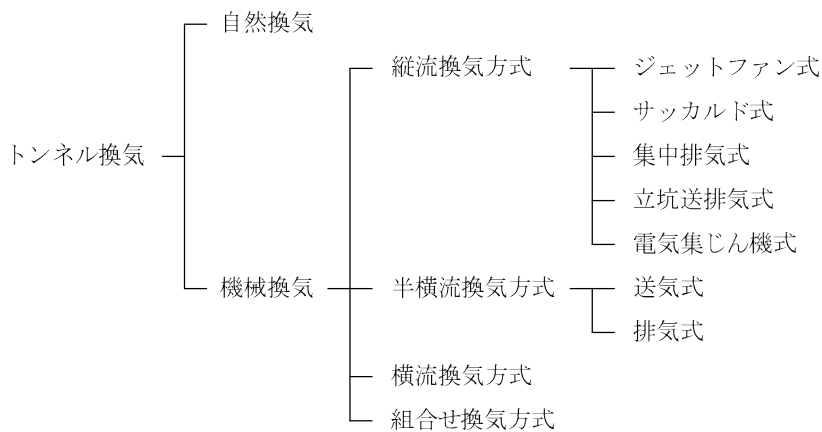 トンネル換気
自然換気
機械換気
縦流換気方式
ジェットファン式
サッカルド式
集中排気式
立坑送排気式
電気集じん機式
半横流換気方式
送気式
排気式
横流換気方式
組合せ換気方式